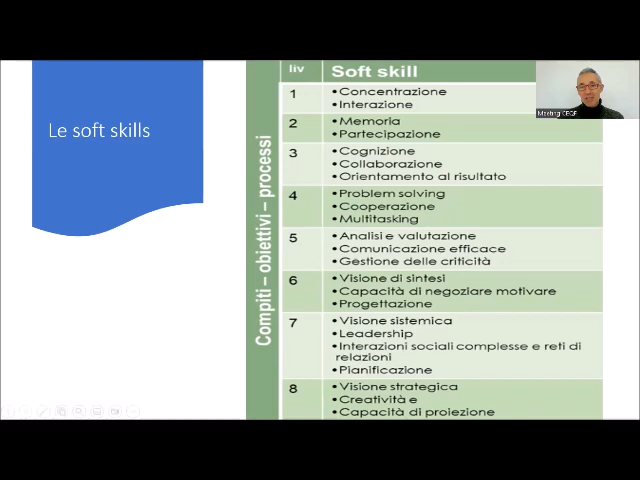 Le soft skills
Compiti – obiettivi – processi
liv Soft skill
1
•Concentrazione
•Interazione
2
•Memoria
•Partecipazione
3
•Cognizione
•Collaborazione
•Orientamento al risultato
4
•Problem solving
•Cooperazione
•Multitasking
5
•Analisi e valutazione
•Comunicazione efficace
•Gestione delle criticità
6
•Visione di sintesi
•Capacità di negoziare motivare
•Progettazione
7
•Visione sistemica
•Leadership
•Interazioni sociali complesse e reti di
relazioni
•Pianificazione
8
•Visione strategica
•Creatività e
•Capacità di proiezione
Meeting CEQF